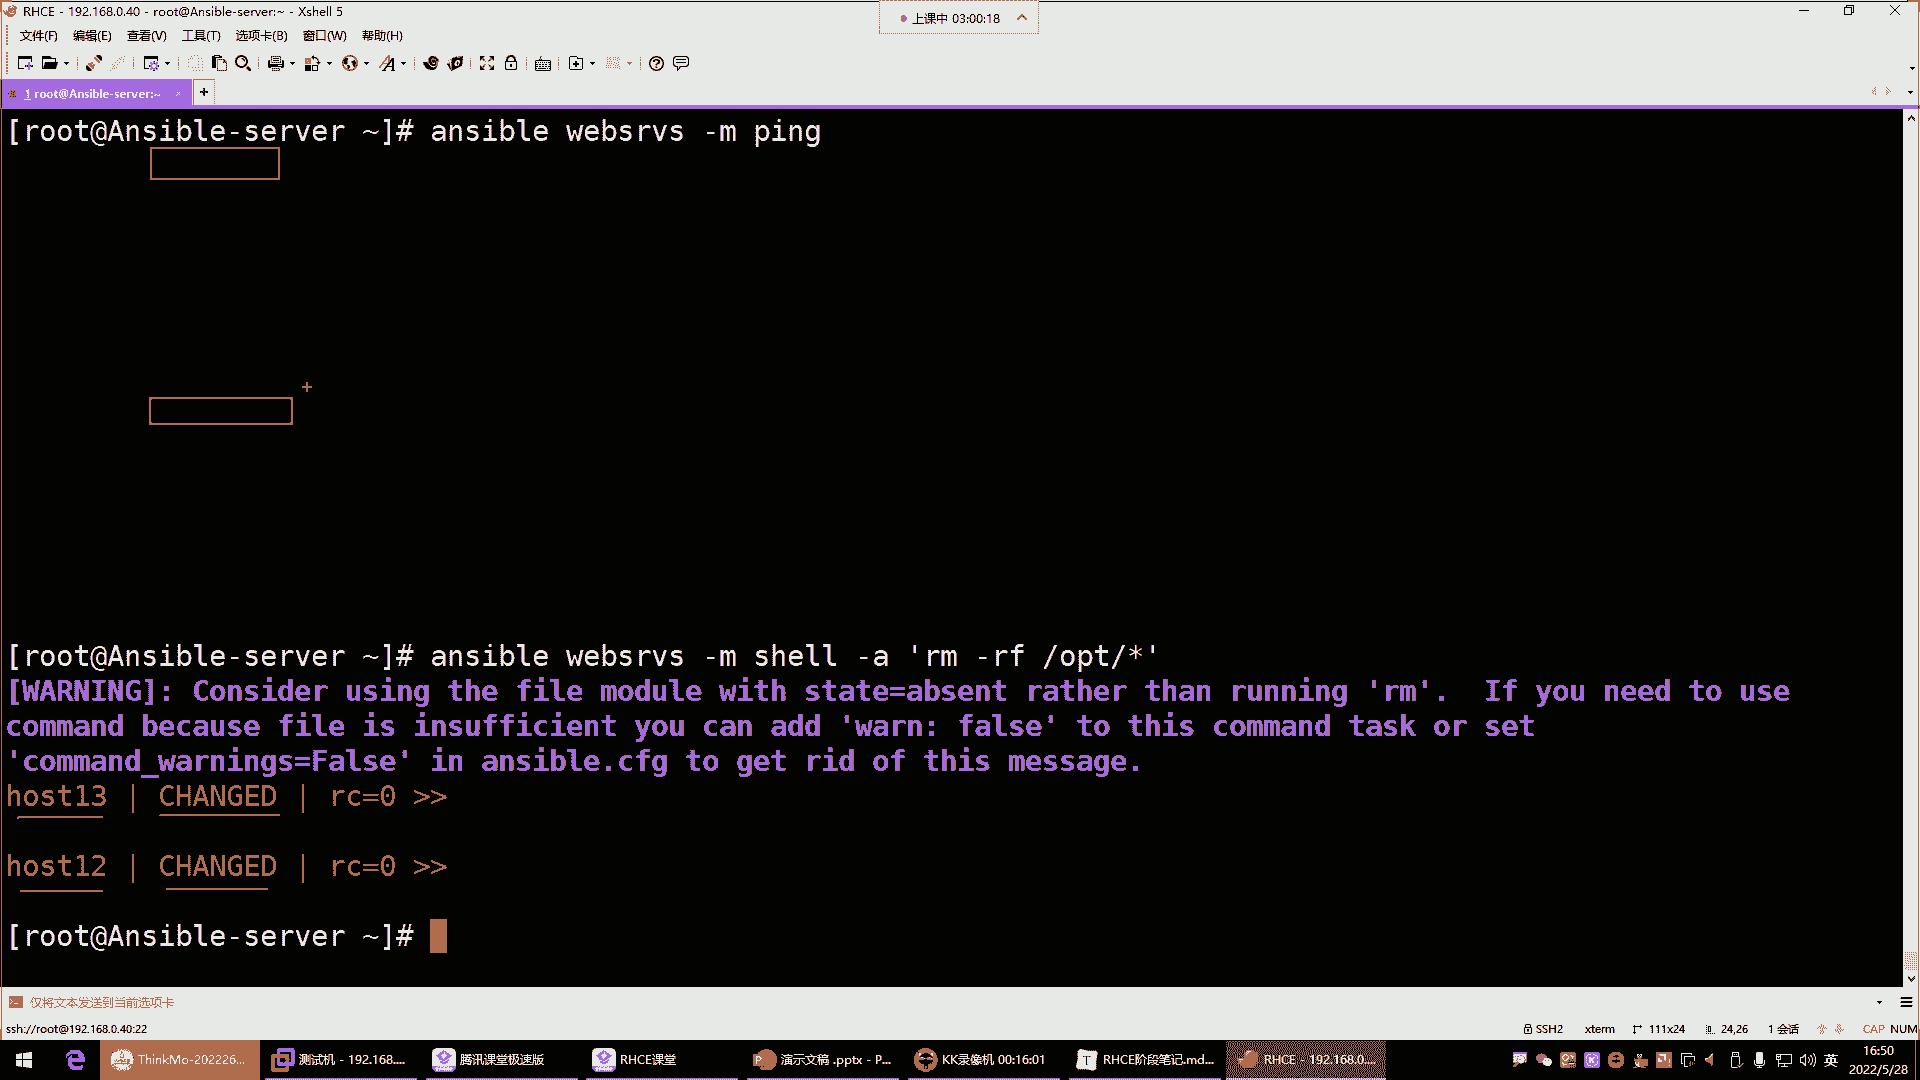 RHCE - 192.168.0.40 - root@Ansible-server:~ - Xshell 5
上课中 03:00:18
文件(F) 编辑(E) 查看(V) 工具(T) 选项卡(B) 窗口(W) 帮助(H)
1 root@Ansible-server:~
[root@Ansible-server ~]# ansible websrvs -m ping
[root@Ansible-server ~]# ansible websrvs -m shell -a 'rm -rf /opt/*'
[WARNING]: Consider using the file module with state=absent rather than running 'rm'.  If you need to use
command because file is insufficient you can add 'warn: false' to this command task or set
'command_warnings=False' in ansible.cfg to get rid of this message.
host13 | CHANGED | rc=0 >>
host12 | CHANGED | rc=0 >>
[root@Ansible-server ~]#
仅将文本发送到当前选项卡
ssh://root@192.168.0.40:22 SSH2 xterm 111x24 24,26 1 会话 CAP NUM
ThinkMo-202226... 测试机 - 192.168.... 腾讯课堂极速版 RHCE课堂 演示文稿 .pptx - P... KK录像机 00:16:01 RHCE阶段笔记.md... RHCE - 192.168.0... 英 16:50
2022/5/28